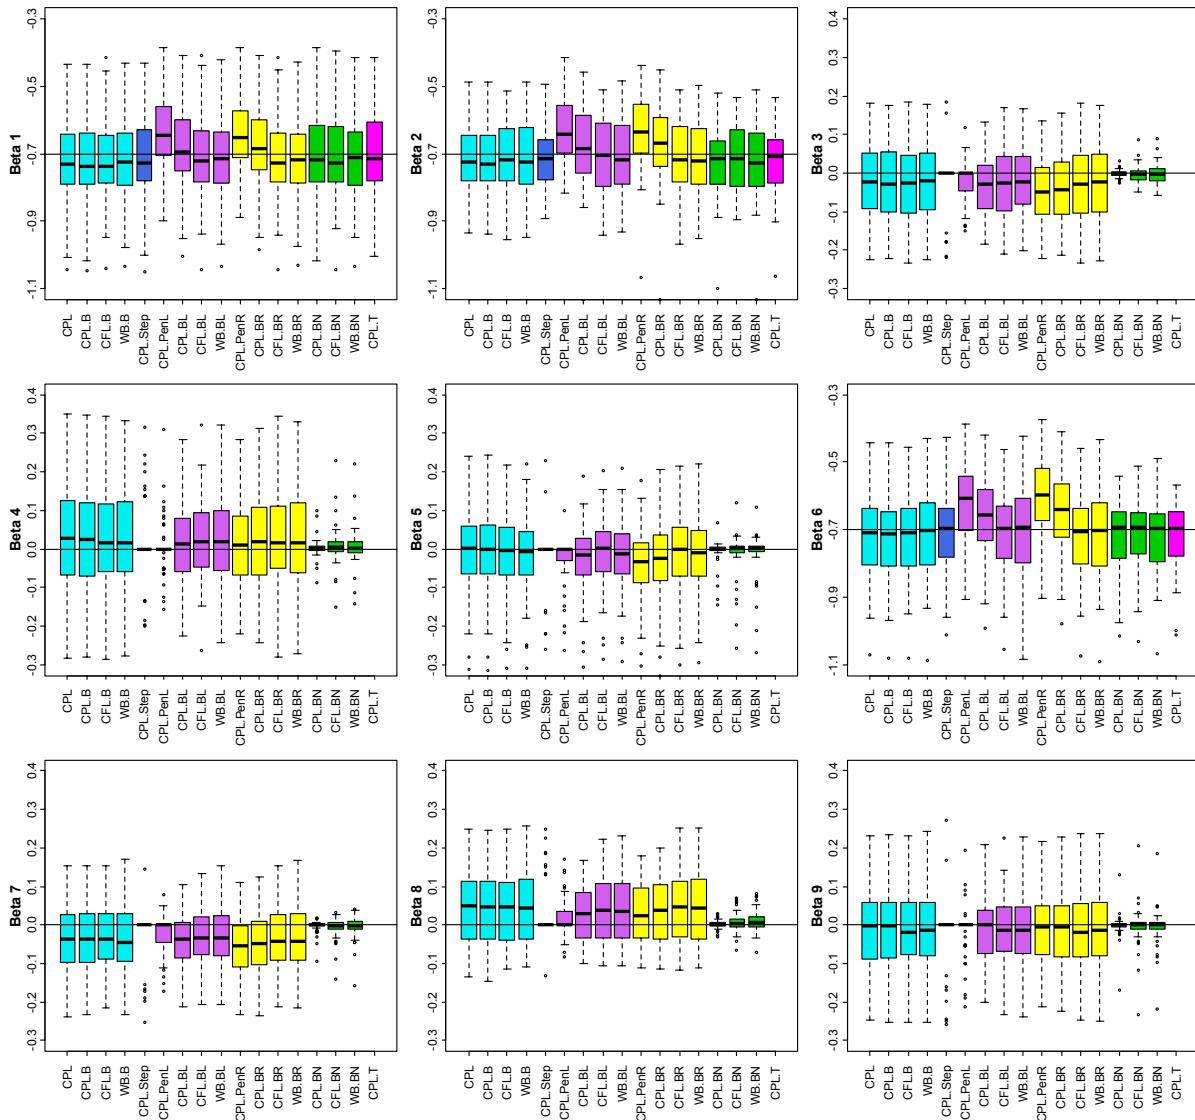 Beta 1
-1.1 -0.9 -0.7 -0.5 -0.3
CPL
CPL.B
CFL.B
WB.B
CPL.Step
CPL.PenL
CPL.BL
CFL.BL
WB.BL
CPL.PenR
CPL.BR
CFL.BR
WB.BR
CPL.BN
CFL.BN
WB.BN
CPL.T
Beta 2
-1.1 -0.9 -0.7 -0.5 -0.3
CPL
CPL.B
CFL.B
WB.B
CPL.Step
CPL.PenL
CPL.BL
CFL.BL
WB.BL
CPL.PenR
CPL.BR
CFL.BR
WB.BR
CPL.BN
CFL.BN
WB.BN
CPL.T
Beta 3
-0.3 -0.2 -0.1 0.0 0.1 0.2 0.3 0.4
CPL
CPL.B
CFL.B
WB.B
CPL.Step
CPL.PenL
CPL.BL
CFL.BL
WB.BL
CPL.PenR
CPL.BR
CFL.BR
WB.BR
CPL.BN
CFL.BN
WB.BN
CPL.T
Beta 4
-0.3 -0.2 -0.1 0.0 0.1 0.2 0.3 0.4
CPL
CPL.B
CFL.B
WB.B
CPL.Step
CPL.PenL
CPL.BL
CFL.BL
WB.BL
CPL.PenR
CPL.BR
CFL.BR
WB.BR
CPL.BN
CFL.BN
WB.BN
CPL.T
Beta 5
-0.3 -0.2 -0.1 0.0 0.1 0.2 0.3 0.4
CPL
CPL.B
CFL.B
WB.B
CPL.Step
CPL.PenL
CPL.BL
CFL.BL
WB.BL
CPL.PenR
CPL.BR
CFL.BR
WB.BR
CPL.BN
CFL.BN
WB.BN
CPL.T
Beta 6
-1.1 -0.9 -0.7 -0.5 -0.3
CPL
CPL.B
CFL.B
WB.B
CPL.Step
CPL.PenL
CPL.BL
CFL.BL
WB.BL
CPL.PenR
CPL.BR
CFL.BR
WB.BR
CPL.BN
CFL.BN
WB.BN
CPL.T
Beta 7
-0.3 -0.2 -0.1 0.0 0.1 0.2 0.3 0.4
CPL
CPL.B
CFL.B
WB.B
CPL.Step
CPL.PenL
CPL.BL
CFL.BL
WB.BL
CPL.PenR
CPL.BR
CFL.BR
WB.BR
CPL.BN
CFL.BN
WB.BN
CPL.T
Beta 8
-0.3 -0.2 -0.1 0.0 0.1 0.2 0.3 0.4
CPL
CPL.B
CFL.B
WB.B
CPL.Step
CPL.PenL
CPL.BL
CFL.BL
WB.BL
CPL.PenR
CPL.BR
CFL.BR
WB.BR
CPL.BN
CFL.BN
WB.BN
CPL.T
Beta 9
-0.3 -0.2 -0.1 0.0 0.1 0.2 0.3 0.4
CPL
CPL.B
CFL.B
WB.B
CPL.Step
CPL.PenL
CPL.BL
CFL.BL
WB.BL
CPL.PenR
CPL.BR
CFL.BR
WB.BR
CPL.BN
CFL.BN
WB.BN
CPL.T